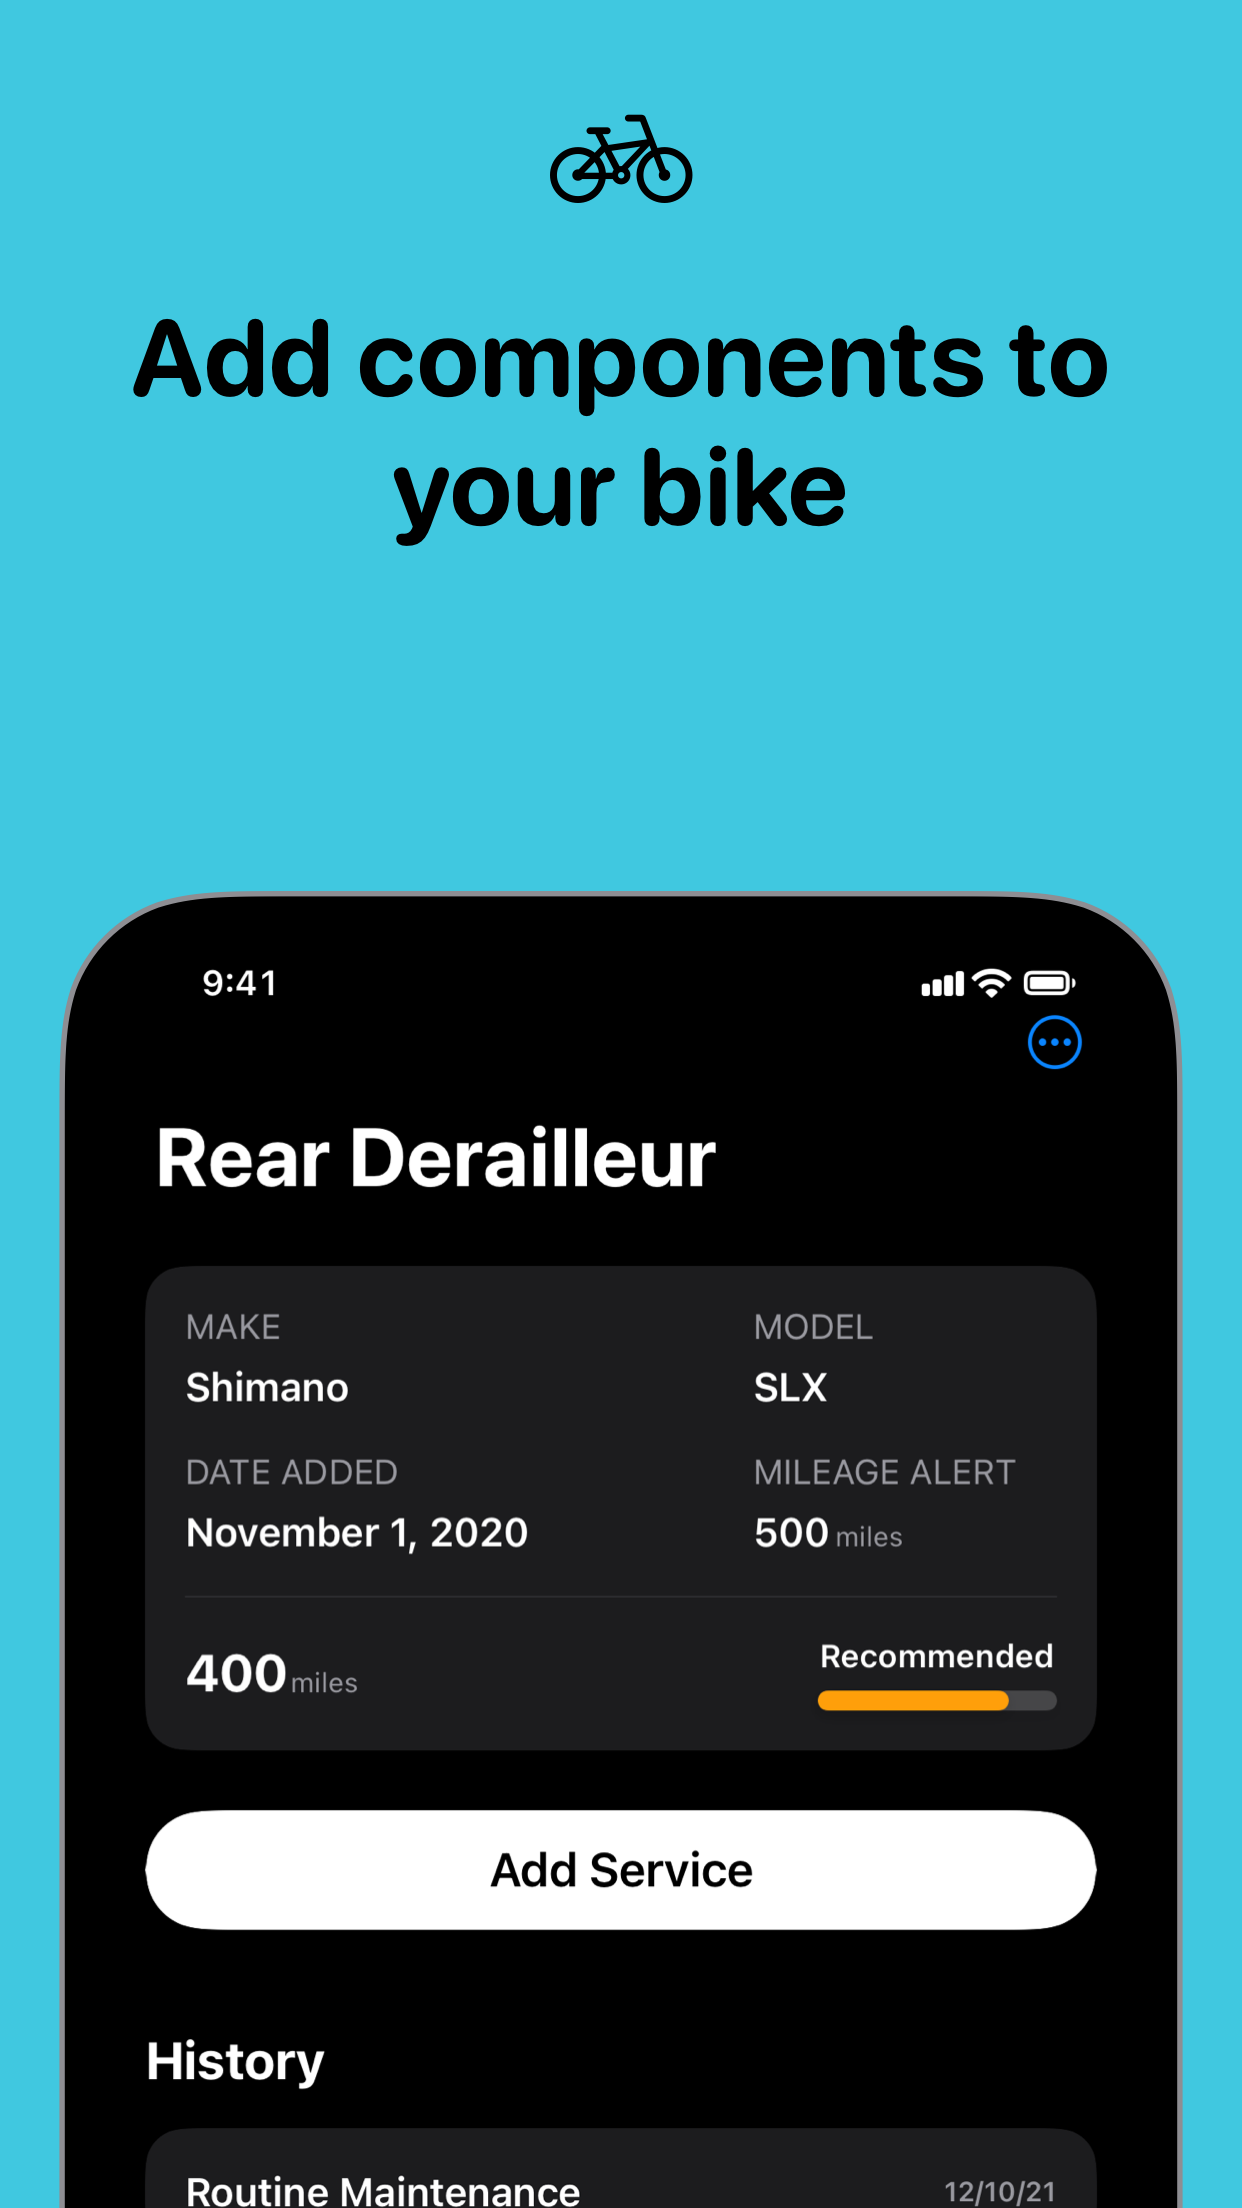 Add components to
your bike
9:41
Rear Derailleur
MAKE
MODEL
Shimano
SLX
DATE ADDED
MILEAGE ALERT
November 1, 2020
500 miles
400 miles
Recommended
Add Service
History
Routine Maintenance
12/10/21